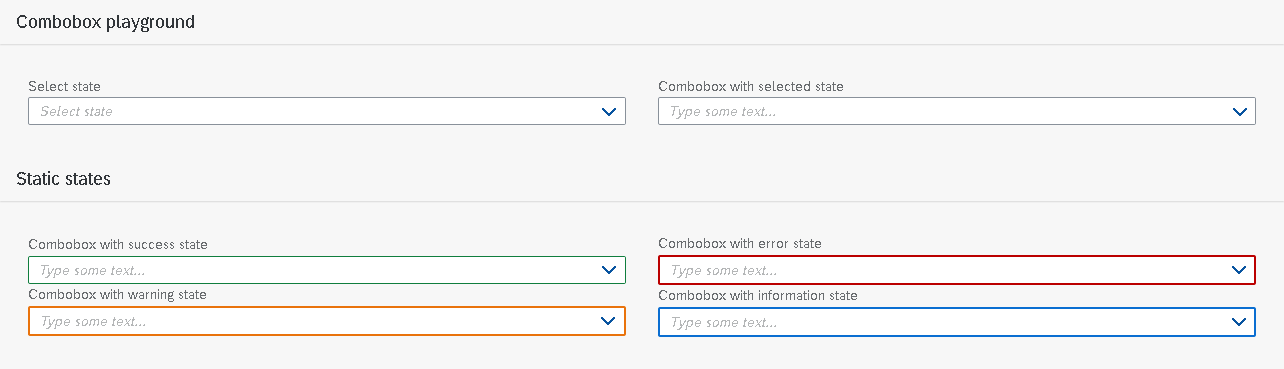 Combobox playground
Select state
Select state
Combobox with selected state
Type some text...
Static states
Combobox with success state
Type some text...
Combobox with error state
Type some text...
Combobox with warning state
Type some text...
Combobox with information state
Type some text...